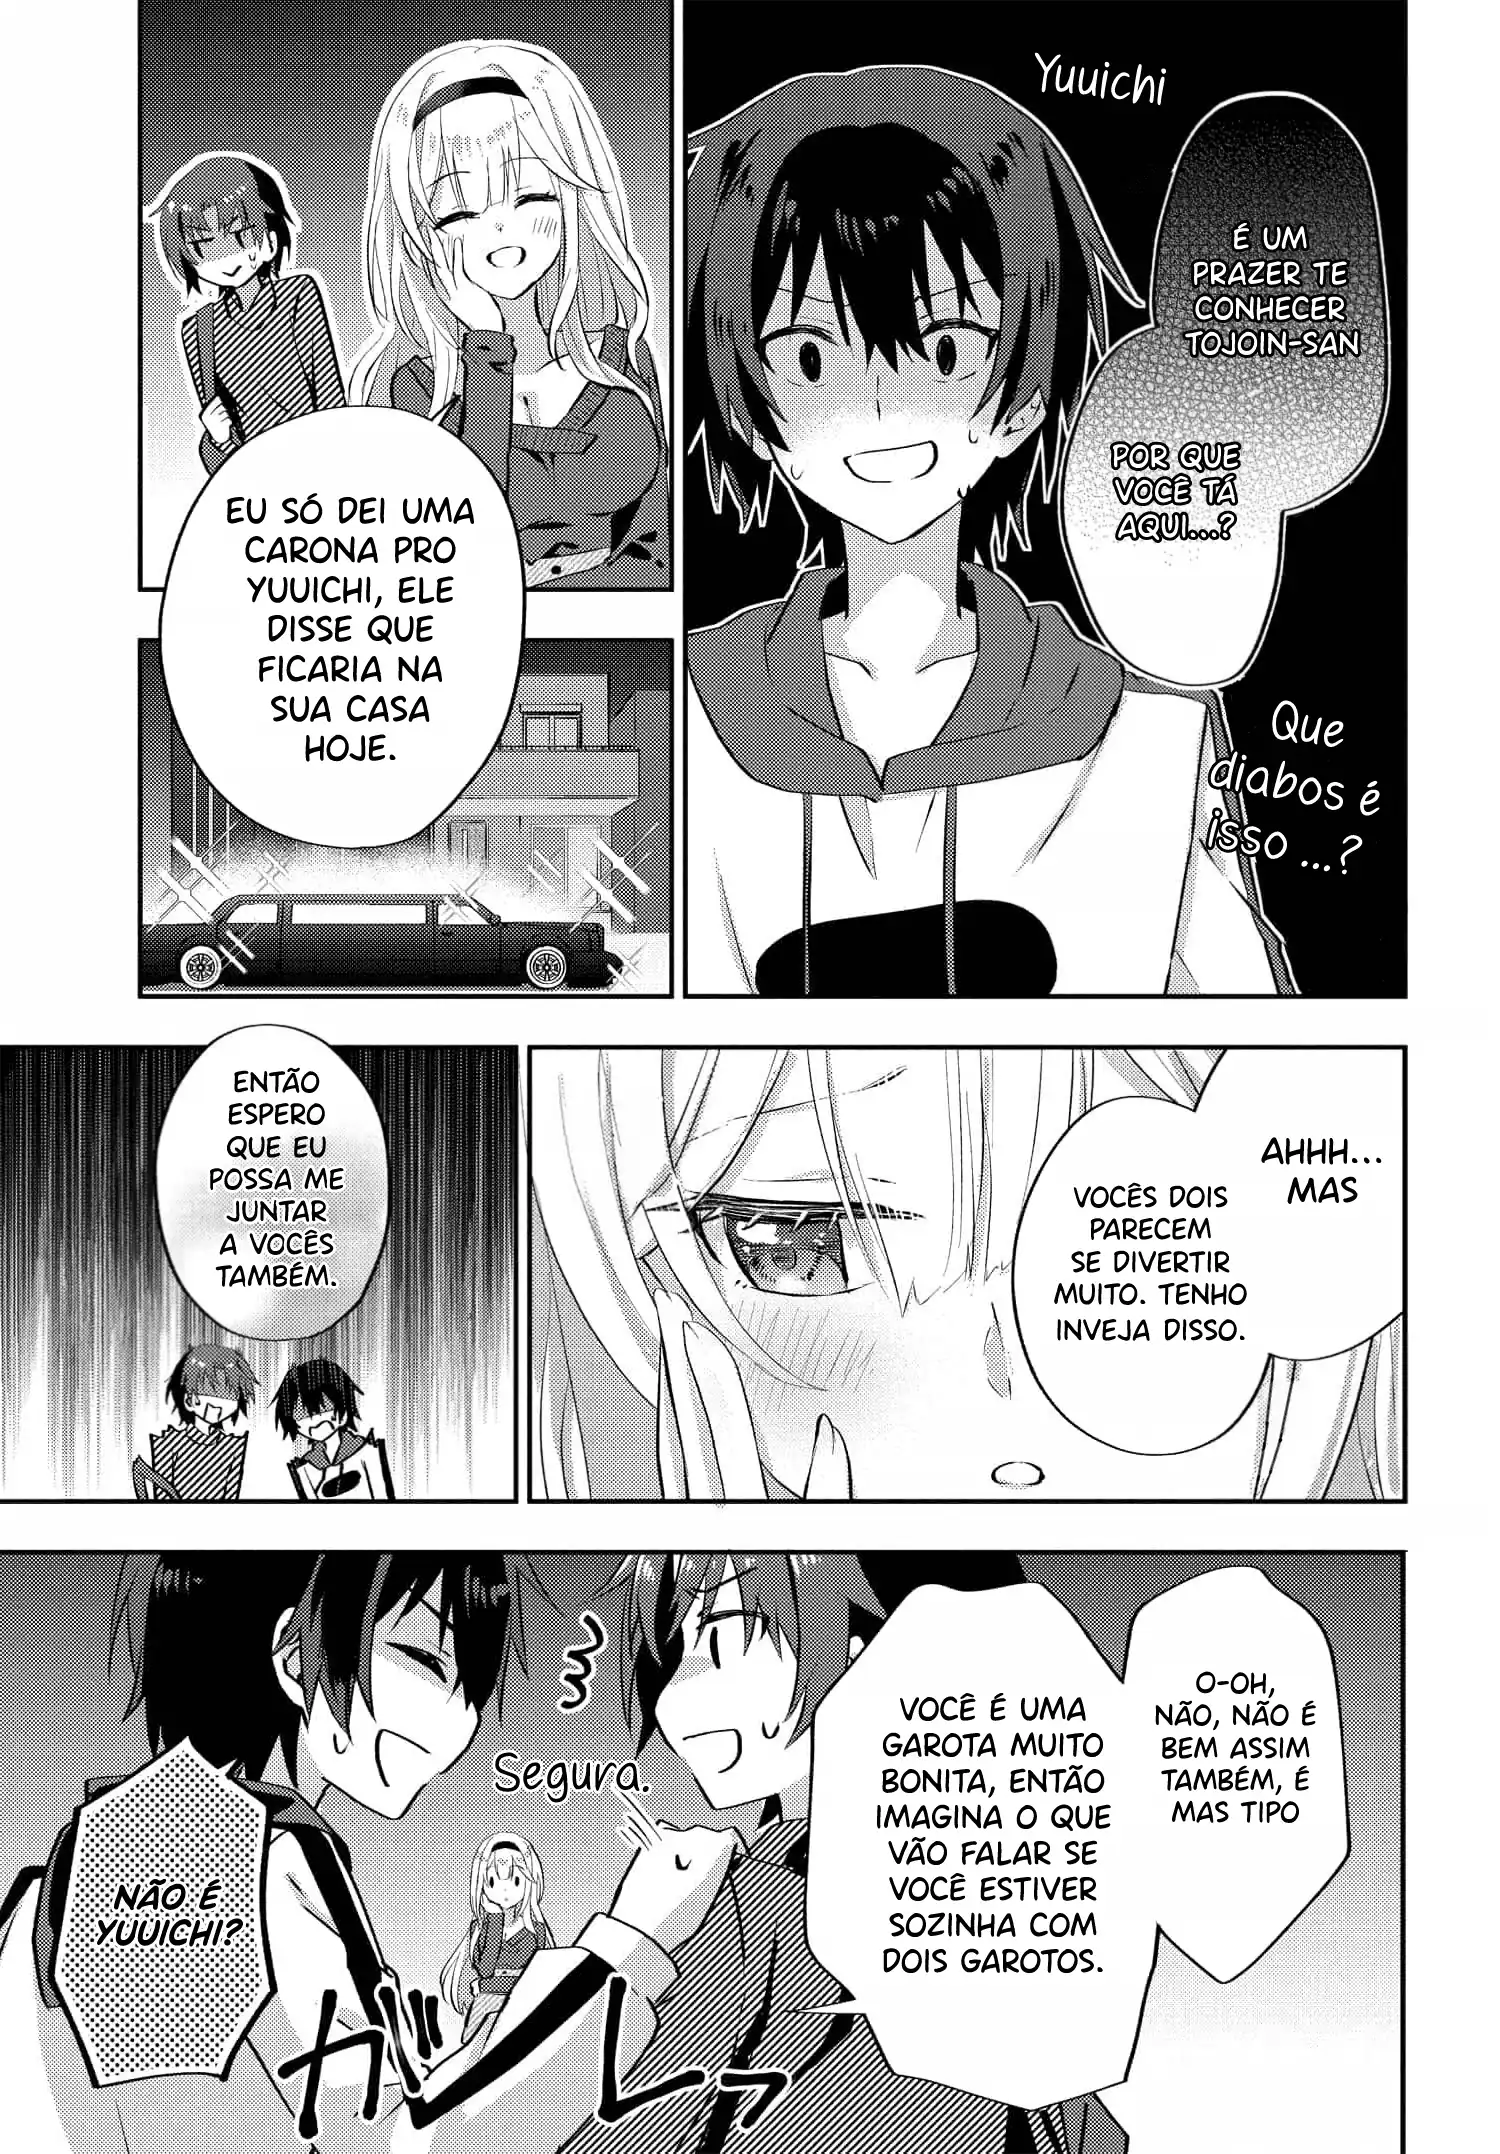 Yuuichi
É UM
PRAZER TE
CONHECER
TOJOIN-SAN
POR QUE
VOCÊ TÁ
AQUI...?
Que
diabos é
isso ...?
EU SÓ DEI UMA
CARONA PRO
YUUICHI, ELE
DISSE QUE
FICARIA NA
SUA CASA
HOJE.
AHHH...
MAS
VOCÊS DOIS
PARECEM
SE DIVERTIR
MUITO. TENHO
INVEJA DISSO.
ENTÃO
ESPERO
QUE EU
POSSA ME
JUNTAR
A VOCÊS
TAMBÉM.
O-OH,
NÃO, NÃO É
BEM ASSIM
TAMBÉM, É
MAS TIPO
VOCÊ É UMA
GAROTA MUITO
BONITA, ENTÃO
IMAGINA O QUE
VÃO FALAR SE
VOCÊ ESTIVER
SOZINHA COM
DOIS GAROTOS.
Segura.
ガシッ
NÃO É
YUUICHI?